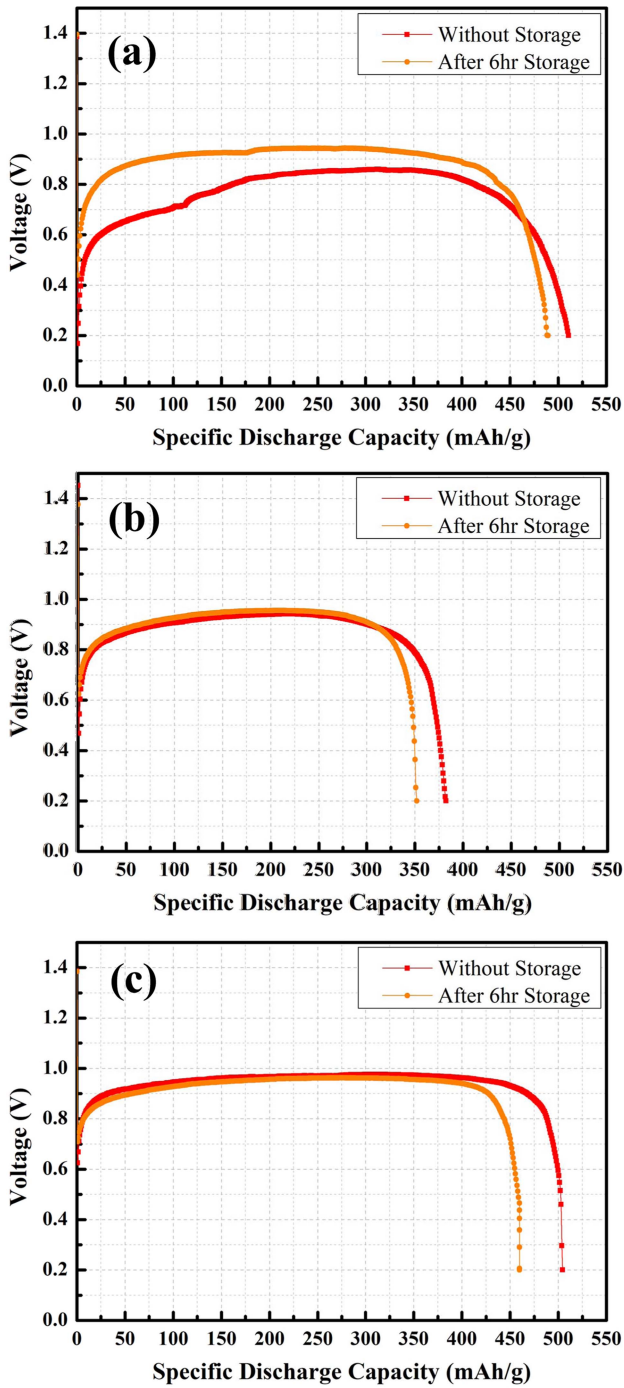 (a)
Without Storage
After 6hr Storage
1.4
1.2
1.0
0.8
0.6
0.4
0.2
0.0
Voltage (V)
0 50 100 150 200 250 300 350 400 450 500 550
Specific Discharge Capacity (mAh/g)
(b)
Without Storage
After 6hr Storage
1.4
1.2
1.0
0.8
0.6
0.4
0.2
0.0
Voltage (V)
0 50 100 150 200 250 300 350 400 450 500 550
Specific Discharge Capacity (mAh/g)
(c)
Without Storage
After 6hr Storage
1.4
1.2
1.0
0.8
0.6
0.4
0.2
0.0
Voltage (V)
0 50 100 150 200 250 300 350 400 450 500 550
Specific Discharge Capacity (mAh/g)